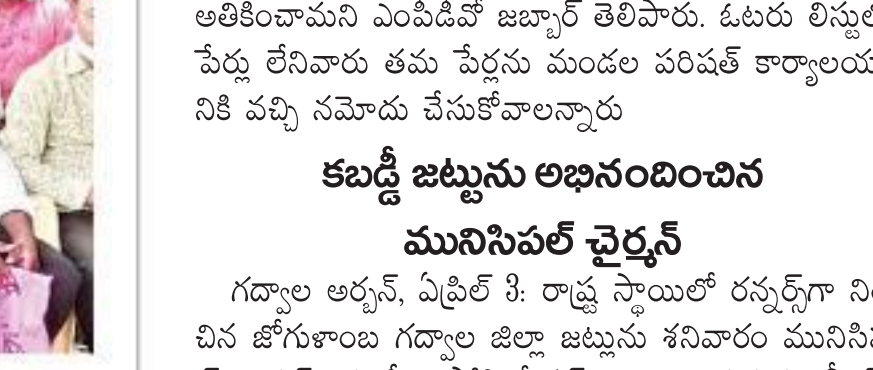 అతికించామని ఎంపీడీవో జబ్బార్ తెలిపారు. ఓటరు
పేర్లు లేనివారు తమ పేర్లను మండల పరిషత్
నికి వచ్చి నమోదు చేసుకోవాలన్నారు
కబడ్డీ జట్టును అభినందించిన
మునిసిపల్ చైర్మన్
గద్వాల అర్బన్, ఏప్రిల్ 3: రాష్ట్ర స్థాయిలో రన్నర్స్‌గా
చిన జోగుళాంబ గద్వాల జిల్లా జట్లును శనివారం